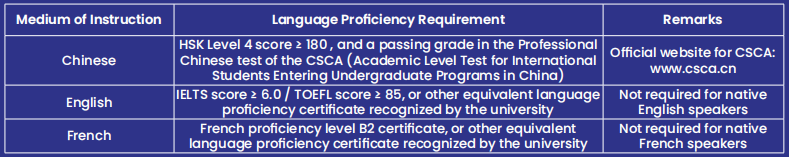 Medium of Instruction
Language Proficiency Requirement
Remarks
Chinese
HSK Level 4 score ≥ 180 , and a passing grade in the Professional
Chinese test of the CSCA (Academic Level Test for International
Students Entering Undergraduate Programs in China)
Official website for CSCA:
www.csca.cn
English
IELTS score ≥ 6.0 / TOEFL score ≥ 85, or other equivalent language
proficiency certificate recognized by the university
Not required for native
English speakers
French
French proficiency level B2 certificate, or other equivalent
language proficiency certificate recognized by the university
Not required for native
French speakers